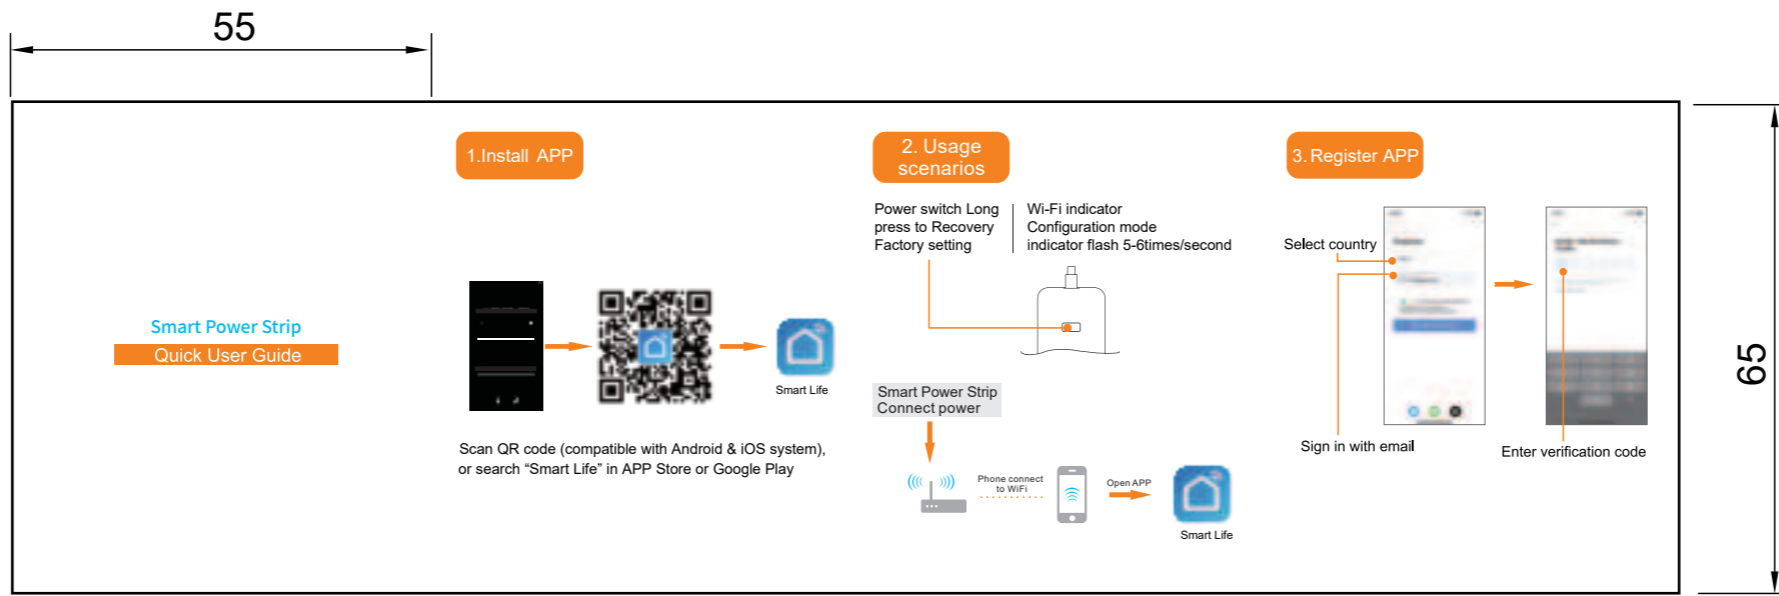 55
Smart Power Strip
Quick User Guide
1.Install APP
Smart Life
Scan QR code (compatible with Android & iOS system),
or search “Smart Life” in APP Store or Google Play
2. Usage
scenarios
Power switch Long
press to Recovery
Factory setting
Wi-Fi indicator
Configuration mode
indicator flash 5-6times/second
Smart Power Strip
Connect power
Phone connect
to WiFi
Open APP
Smart Life
3. Register APP
Select country
Sign in with email
Enter verification code
65